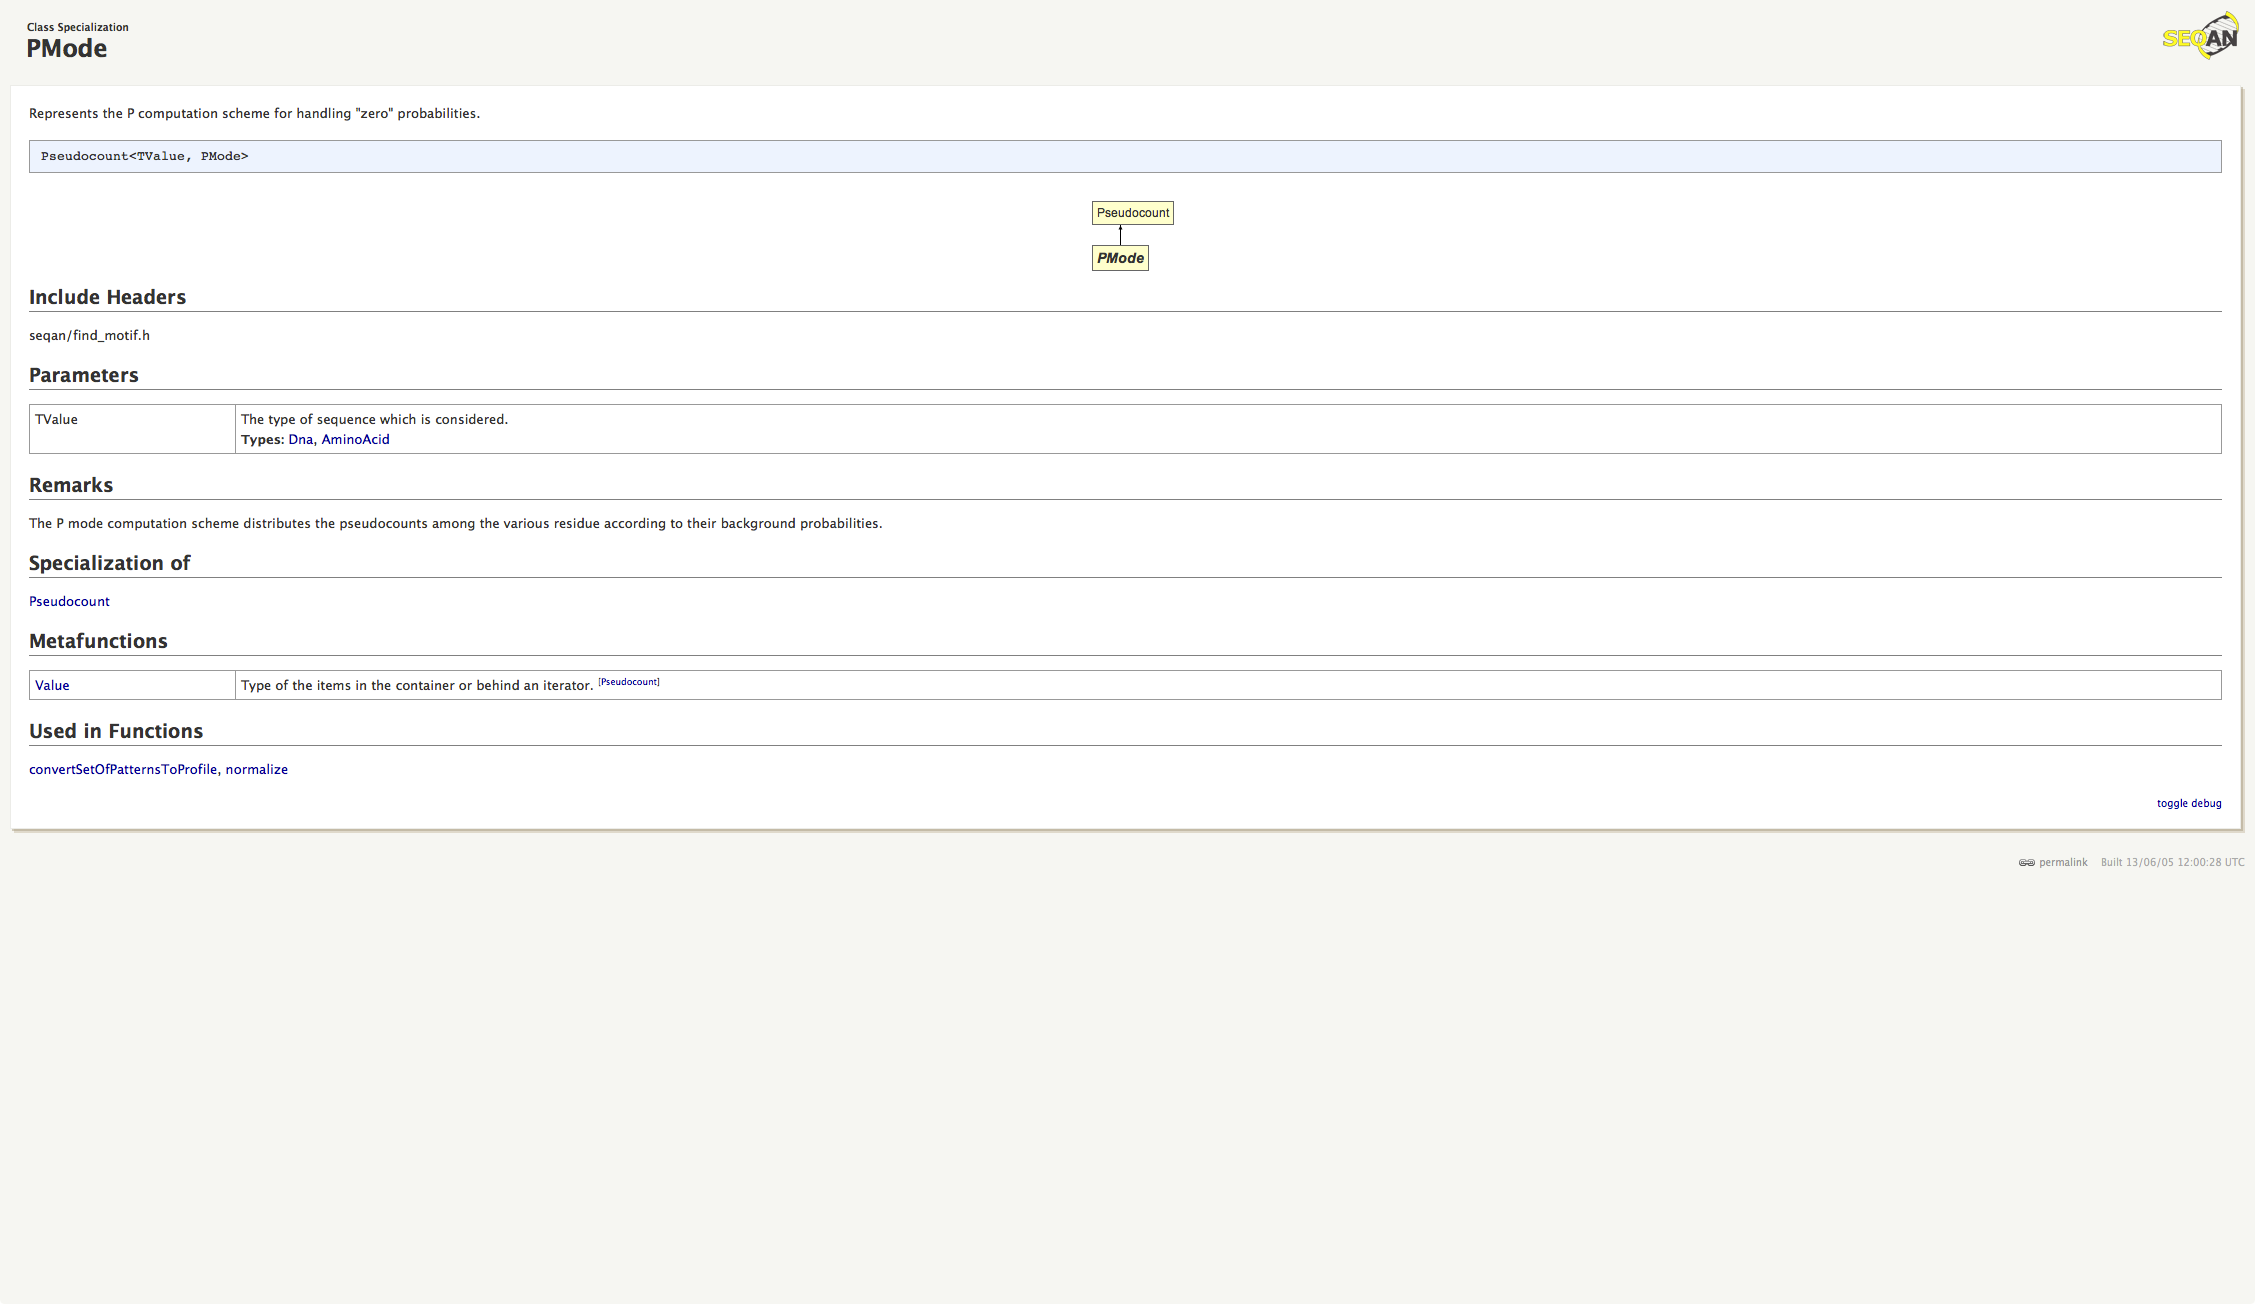 Class Specialization
PMode
SEQAN
Represents the P computation scheme for handling "zero" probabilities.
Pseudocount<TValue, PMode>
Pseudocount
PMode
Include Headers
seqan/find_motif.h
Parameters
TValue
The type of sequence which is considered.
Types: Dna, AminoAcid
Remarks
The P mode computation scheme distributes the pseudocounts among the various residue according to their background probabilities.
Specialization of
Pseudocount
Metafunctions
Value
Type of the items in the container or behind an iterator. [Pseudocount]
Used in Functions
convertSetOfPatternsToProfile, normalize
toggle debug
permalink Built 13/06/05 12:00:28 UTC